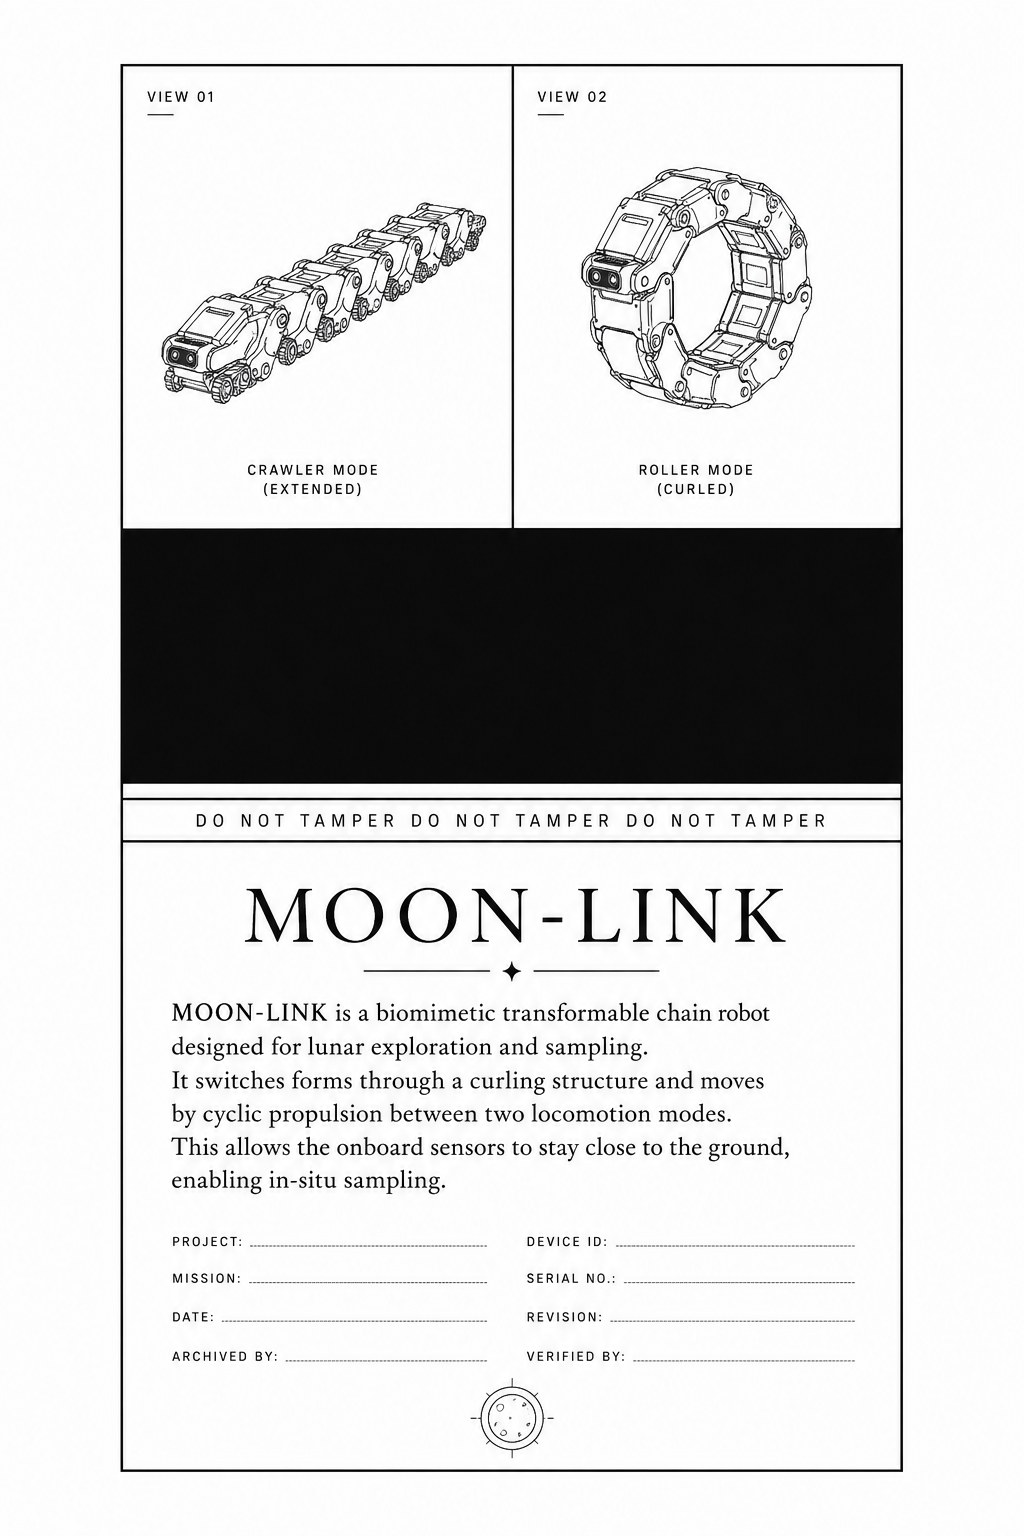 VIEW 01
VIEW 02
CRAWLER MODE
(EXTENDED)
ROLLER MODE
(CURLED)
DO NOT TAMPER DO NOT TAMPER DO NOT TAMPER
MOON-LINK
MOON-LINK is a biomimetic transformable chain robot
designed for lunar exploration and sampling.
It switches forms through a curling structure and moves
by cyclic propulsion between two locomotion modes.
This allows the onboard sensors to stay close to the ground,
enabling in-situ sampling.
PROJECT:
DEVICE ID:
MISSION:
SERIAL NO.:
DATE:
REVISION:
ARCHIVED BY:
VERIFIED BY: